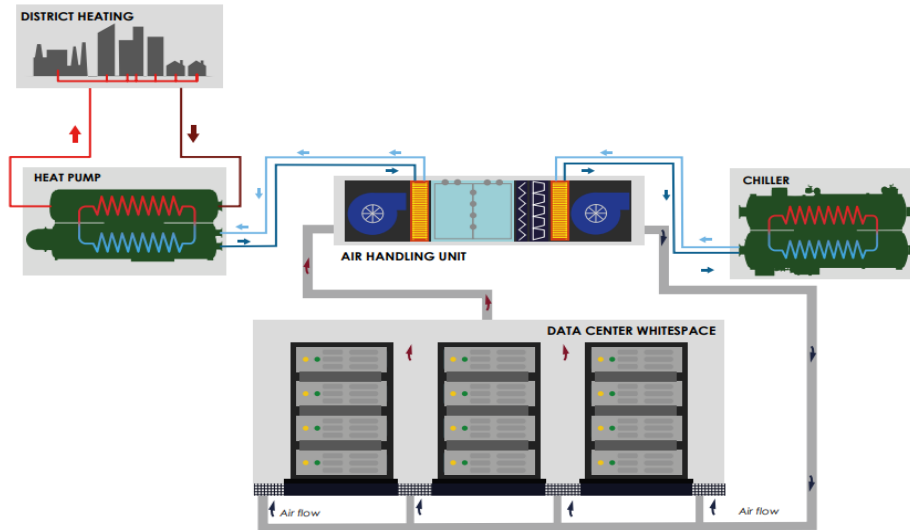 DISTRICT HEATING
HEAT PUMP
CHILLER
AIR HANDLING UNIT
DATA CENTER WHITESPACE
Air flow
Air flow